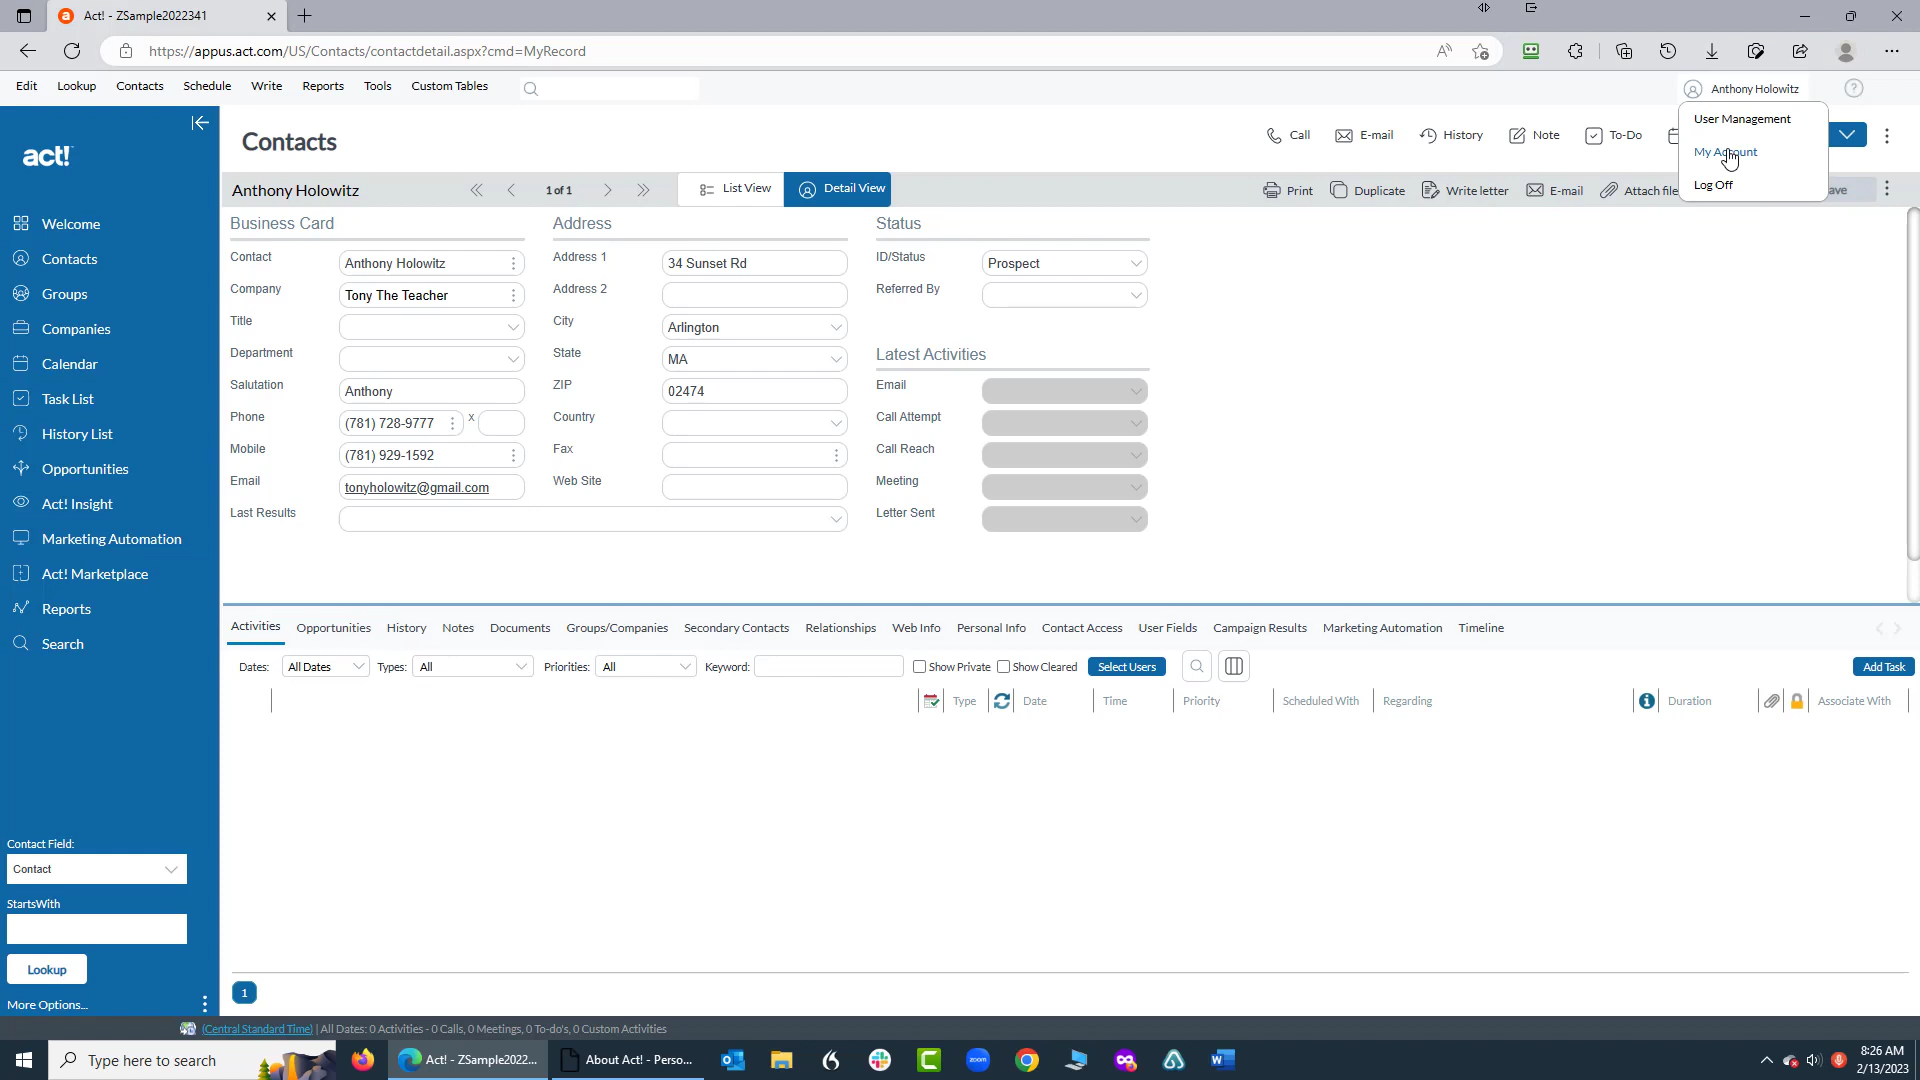 Act! - ZSample2022341
https://appus.act.com/US/Contacts/contactdetail.aspx?cmd=MyRecord
Edit Lookup Contacts Schedule Write Reports Tools Custom Tables
Anthony Holowitz
User Management
My Account
Log Off
act!
Contacts
Call E-mail History Note To-Do
Anthony Holowitz 1 of 1 List View Detail View Print Duplicate Write letter E-mail Attach file
Welcome
Contacts
Groups
Companies
Calendar
Task List
History List
Opportunities
Act! Insight
Marketing Automation
Act! Marketplace
Reports
Search
Contact Field:
Contact
StartsWith
Lookup
More Options...
Business Card
Contact Anthony Holowitz
Company Tony The Teacher
Title
Department
Salutation Anthony
Phone (781) 728-9777 x
Mobile (781) 929-1592
Email tonyholowitz@gmail.com
Last Results
Address
Address 1 34 Sunset Rd
Address 2
City Arlington
State MA
ZIP 02474
Country
Fax
Web Site
Status
ID/Status Prospect
Referred By
Latest Activities
Email
Call Attempt
Call Reach
Meeting
Letter Sent
Activities Opportunities History Notes Documents Groups/Companies Secondary Contacts Relationships Web Info Personal Info Contact Access User Fields Campaign Results Marketing Automation Timeline
Dates: All Dates Types: All Priorities: All Keyword: Show Private Show Cleared Select Users Add Task
Type Date Time Priority Scheduled With Regarding Duration Associate With
1
(Central Standard Time) | All Dates: 0 Activities - 0 Calls, 0 Meetings, 0 To-do's, 0 Custom Activities
Type here to search
Act! - ZSample2022...
About Act! - Perso...
zoom
8:26 AM
2/13/2023